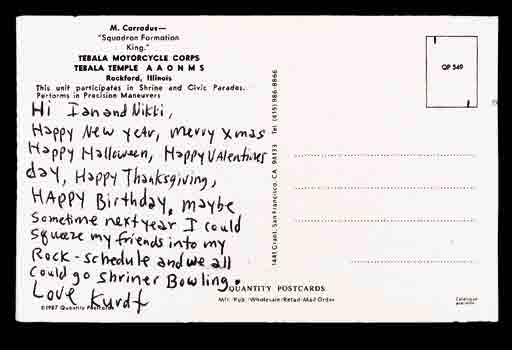 M. Corrodus—
"Squadron Formation
King."
TEBALA MOTORCYCLE CORPS
TEBALA TEMPLE A A O N M S
Rockford, Illinois
This unit participates in Shrine and Civic Parades.
Performs in Precision Maneuvers
Hi Ian and Nikki,
Happy New year, merry Xmas
Happy Halloween, Happy Valentines
day, Happy Thanksgiving,
HAPPY Birthday, maybe
Sometime next year I could
Squeeze my friends into my
Rock-schedule and we all
could go shriner Bowling.
Love Kurdt
©1987 Quantity Postcards
1441 Grant, San Francisco, CA 94133 Tel (415) 986-8866
QP 549
QUANTITY POSTCARDS
Mfr. Pub. Wholesale-Retail-Mail Order
Catalogue